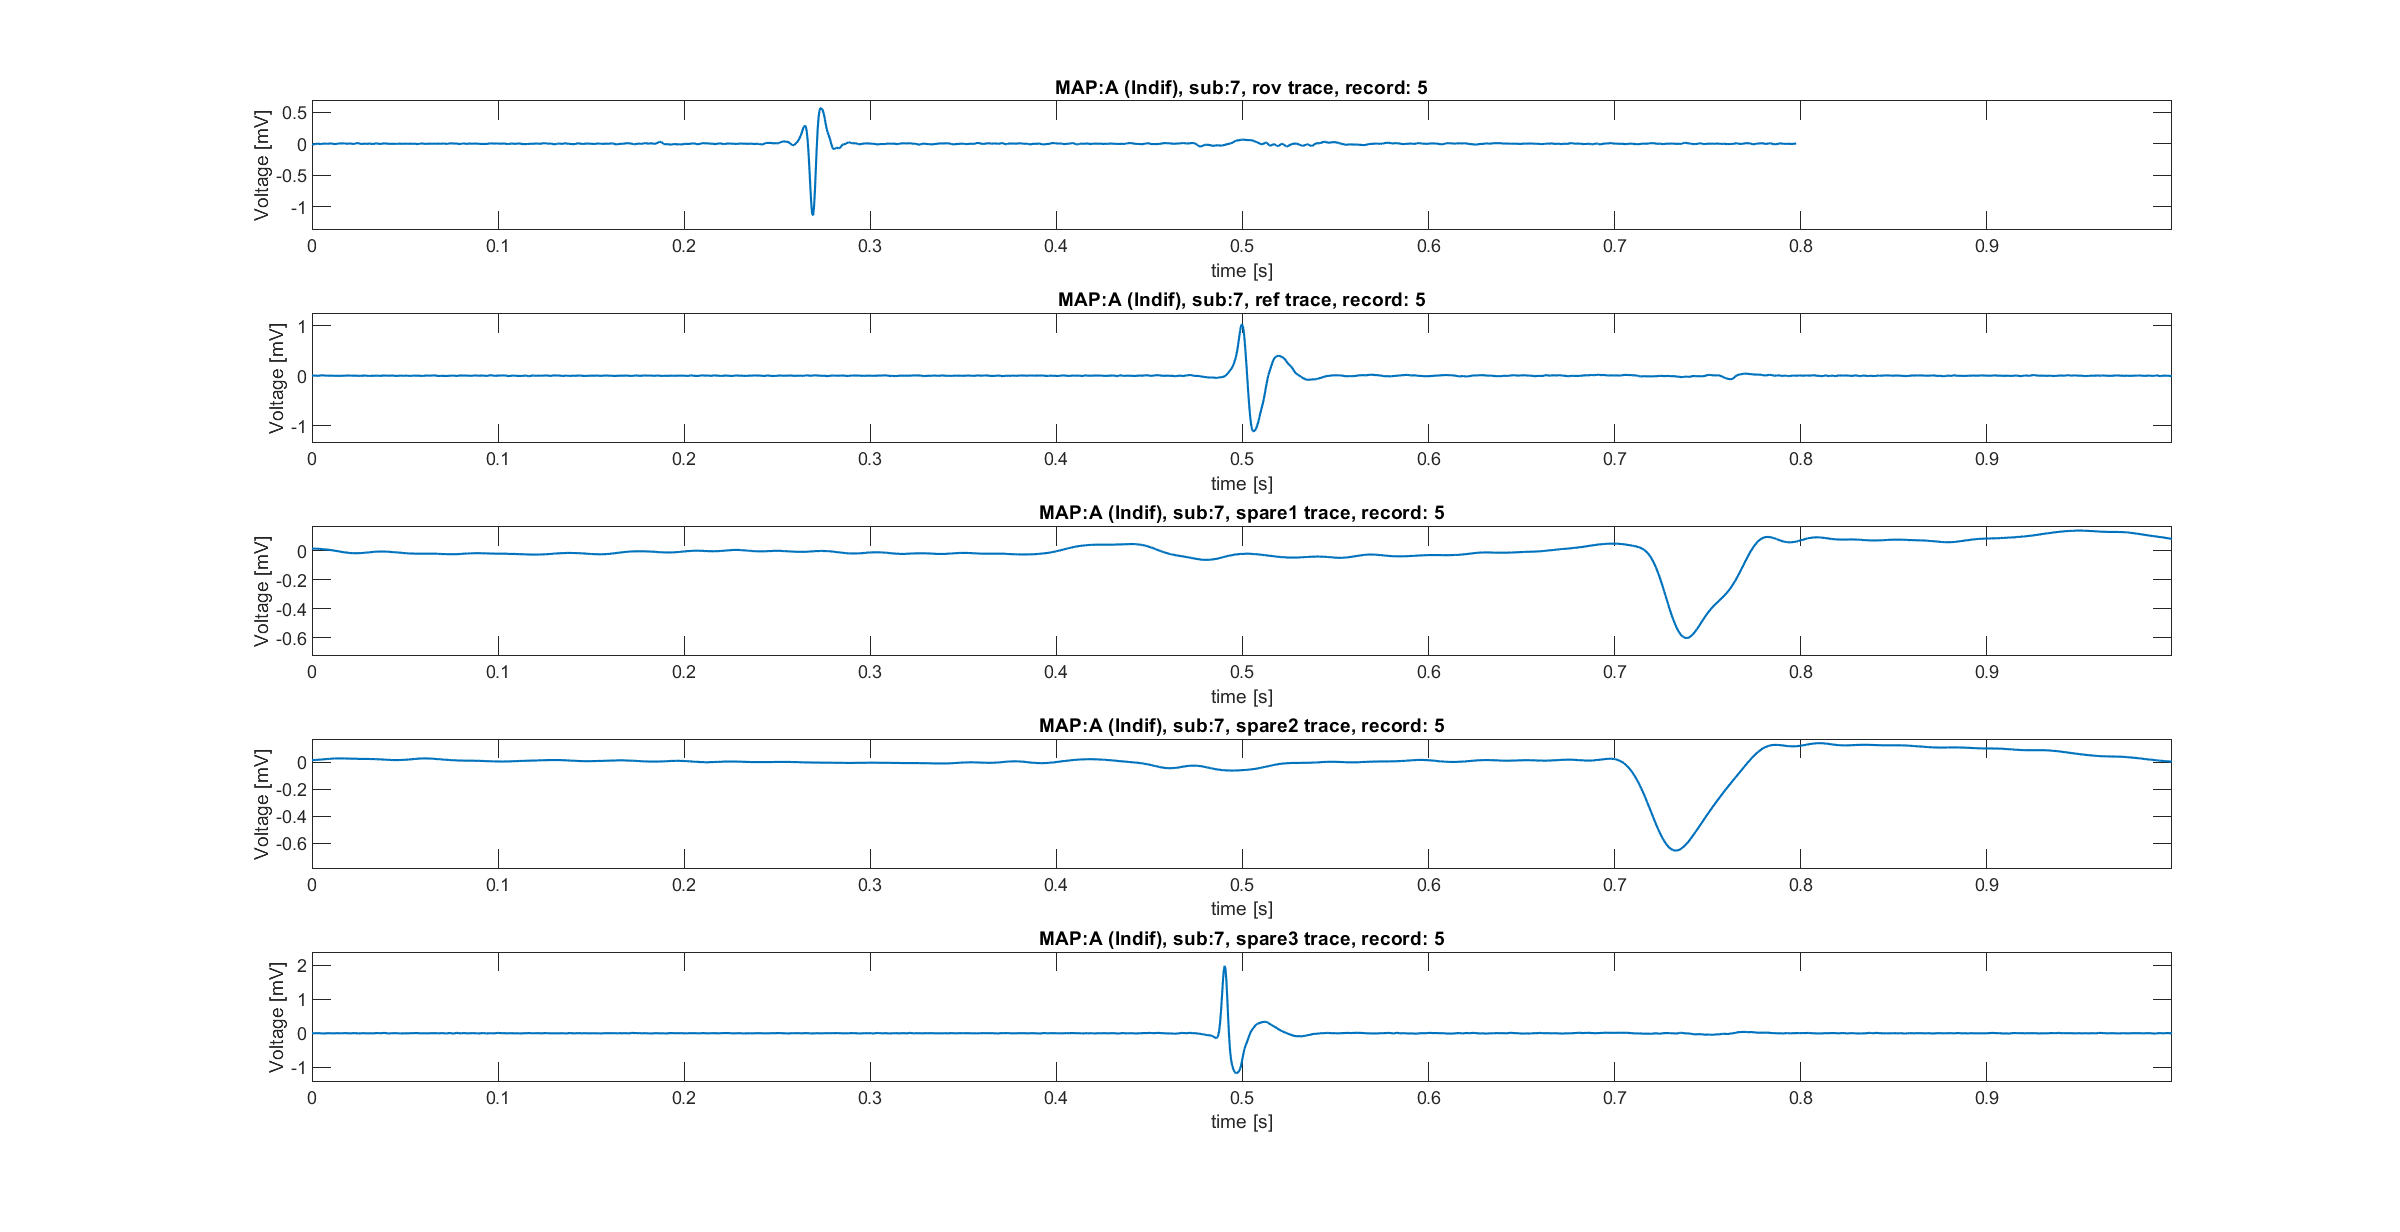 MAP:A (Indif), sub:7, rov trace, record: 5
Voltage [mV]
0.5
0
-0.5
-1
0 0.1 0.2 0.3 0.4 0.5 0.6 0.7 0.8 0.9
time [s]
MAP:A (Indif), sub:7, ref trace, record: 5
Voltage [mV]
1
0
-1
0 0.1 0.2 0.3 0.4 0.5 0.6 0.7 0.8 0.9
time [s]
MAP:A (Indif), sub:7, spare1 trace, record: 5
Voltage [mV]
0
-0.2
-0.4
-0.6
0 0.1 0.2 0.3 0.4 0.5 0.6 0.7 0.8 0.9
time [s]
MAP:A (Indif), sub:7, spare2 trace, record: 5
Voltage [mV]
0
-0.2
-0.4
-0.6
0 0.1 0.2 0.3 0.4 0.5 0.6 0.7 0.8 0.9
time [s]
MAP:A (Indif), sub:7, spare3 trace, record: 5
Voltage [mV]
2
1
0
-1
0 0.1 0.2 0.3 0.4 0.5 0.6 0.7 0.8 0.9
time [s]